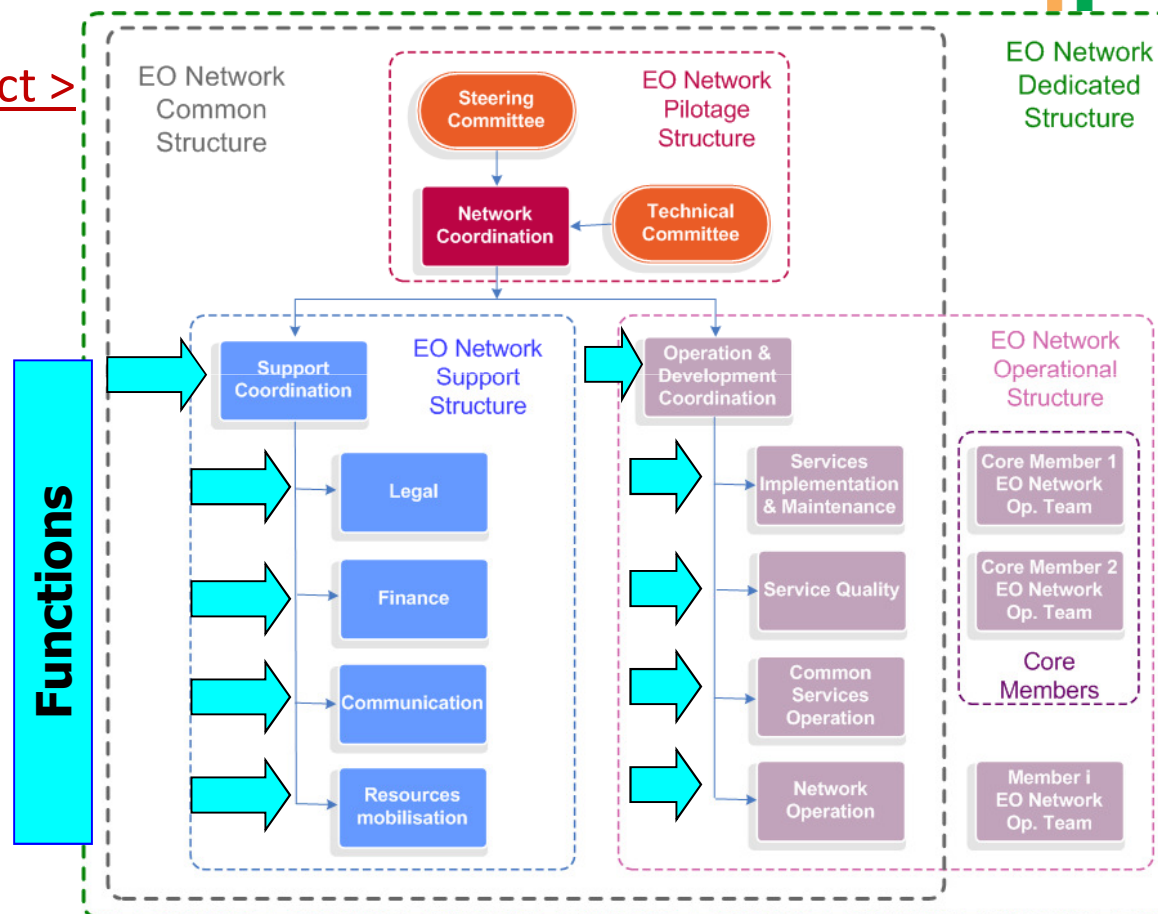 ct >
EO Network
Common
Structure
Steering
Committee
EO Network
Pilotage
Structure
EO Network
Dedicated
Structure
Network
Coordination
Technical
Committee
Functions
Support
Coordination
EO Network
Support
Structure
Legal
Finance
Communication
Resources
mobilisation
Operation &
Development
Coordination
EO Network
Operational
Structure
Services
Implementation
& Maintenance
Service Quality
Common
Services
Operation
Network
Operation
Core Member 1
EO Network
Op. Team
Core Member 2
EO Network
Op. Team
Core
Members
Member i
EO Network
Op. Team